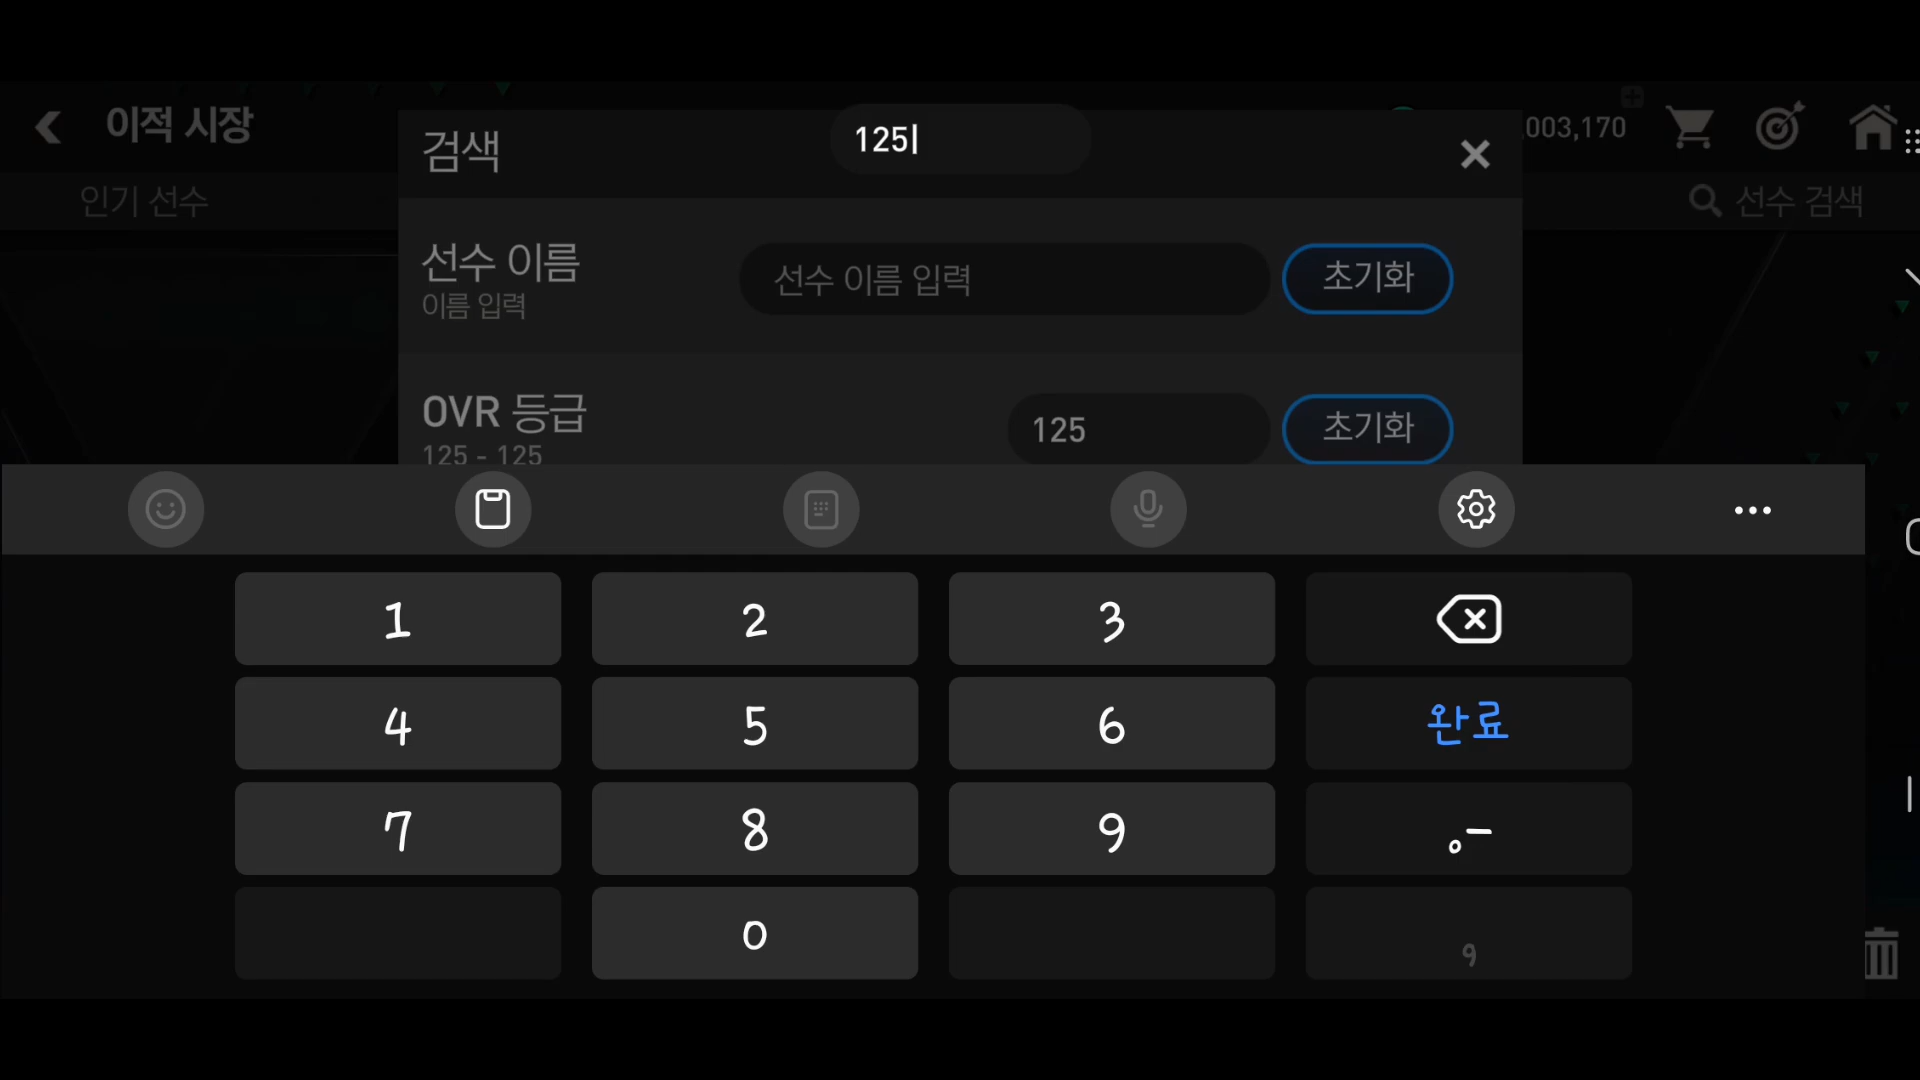 이적 시장
검색
125
,003,170
인기 선수
선수 검색
선수 이름
이름 입력
선수 이름 입력
초기화
OVR 등급
125 - 125
125
초기화
1 2 3
4 5 6 완료
7 8 9 .-
0 ,